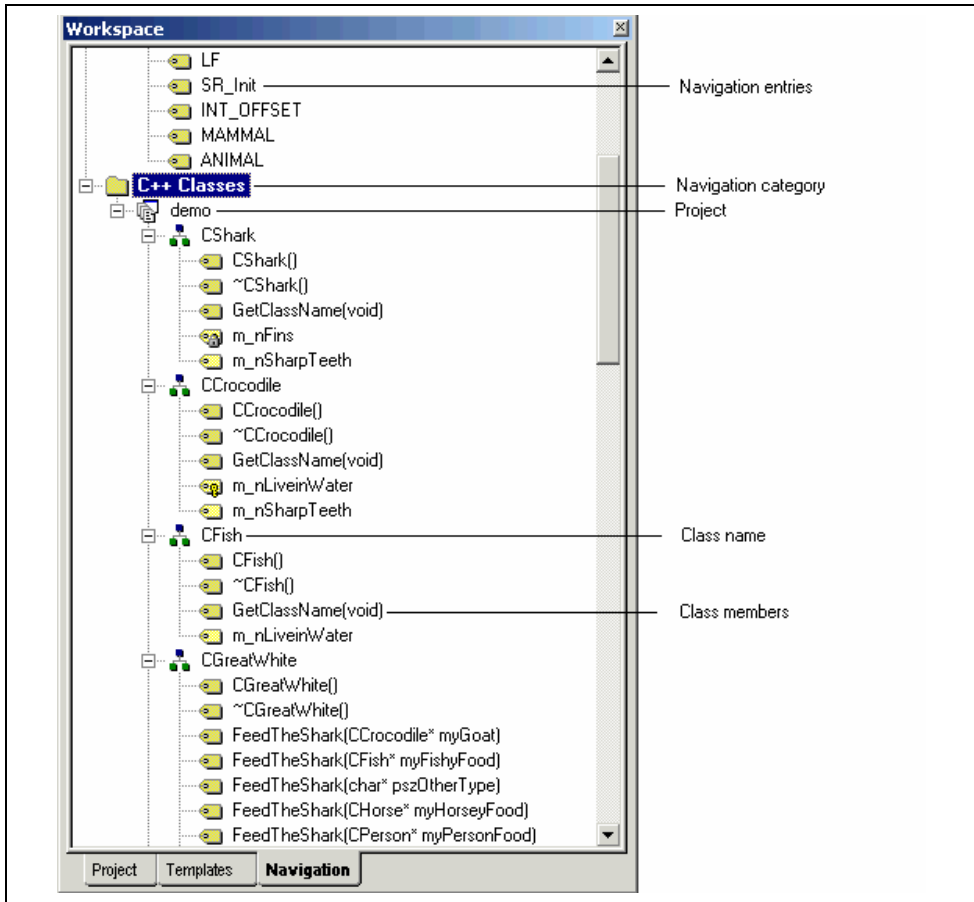 Workspace
LF
SR_Init
Navigation entries
INT_OFFSET
MAMMAL
ANIMAL
C++ Classes
Navigation category
demo
Project
CShark
CShark()
~CShark()
GetClassName(void)
m_nFins
m_nSharpTeeth
CCrocodile
CCrocodile()
~CCrocodile()
GetClassName(void)
m_nLiveinWater
m_nSharpTeeth
CFish
Class name
CFish()
~CFish()
GetClassName(void)
Class members
m_nLiveinWater
CGreatWhite
CGreatWhite()
~CGreatWhite()
FeedTheShark(CCrocodile* myGoat)
FeedTheShark(CFish* myFishyFood)
FeedTheShark(char* pszOtherType)
FeedTheShark(CHorse* myHorseyFood)
FeedTheShark(CPerson* myPersonFood)
Project Templates Navigation